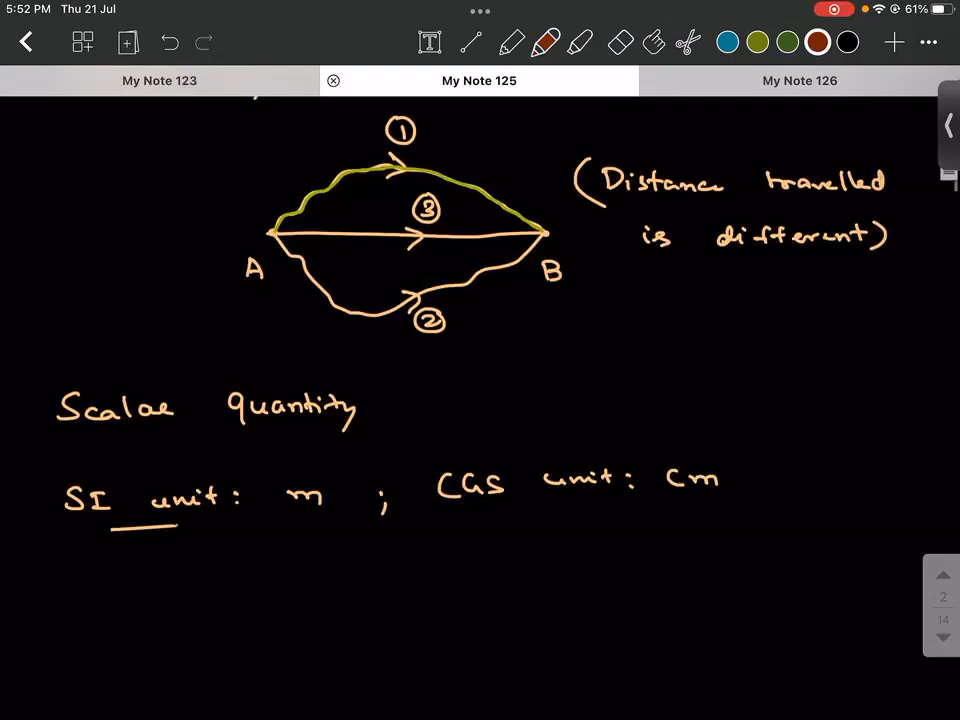 5:52 PM Thu 21 Jul
61%
My Note 123
My Note 125
My Note 126
1
(Distance travelled
3
is different)
A
B
2
Scalar quantity
SI unit: m ; CGS unit: cm
2
14